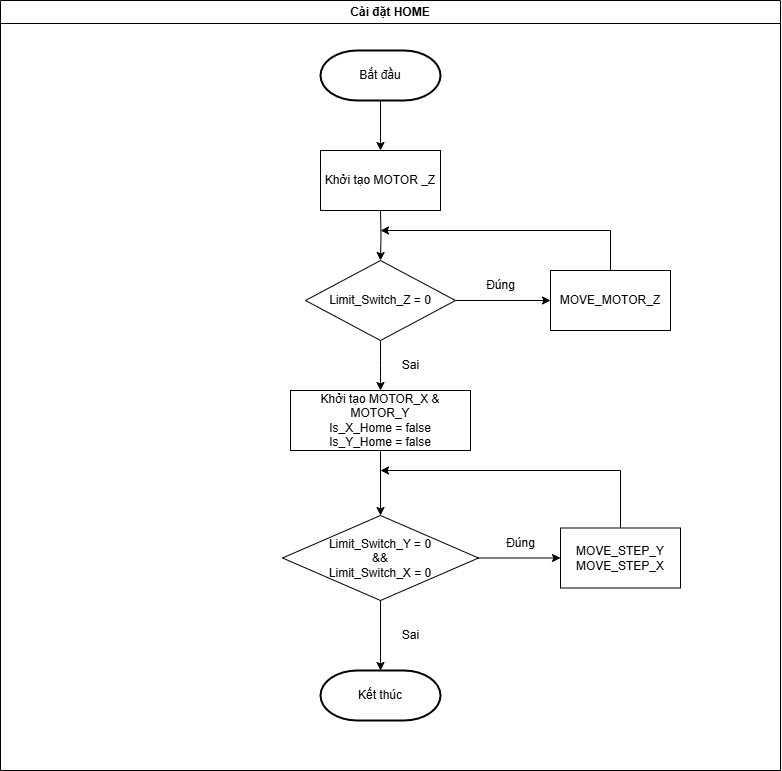 Cài đặt HOME
Bắt đầu
Khởi tạo MOTOR _Z
Limit_Switch_Z = 0
Đúng
MOVE_MOTOR_Z
Sai
Khởi tạo MOTOR_X &
MOTOR_Y
Is_X_Home = false
Is_Y_Home = false
Limit_Switch_Y = 0
&&
Limit_Switch_X = 0
Đúng
MOVE_STEP_Y
MOVE_STEP_X
Sai
Kết thúc